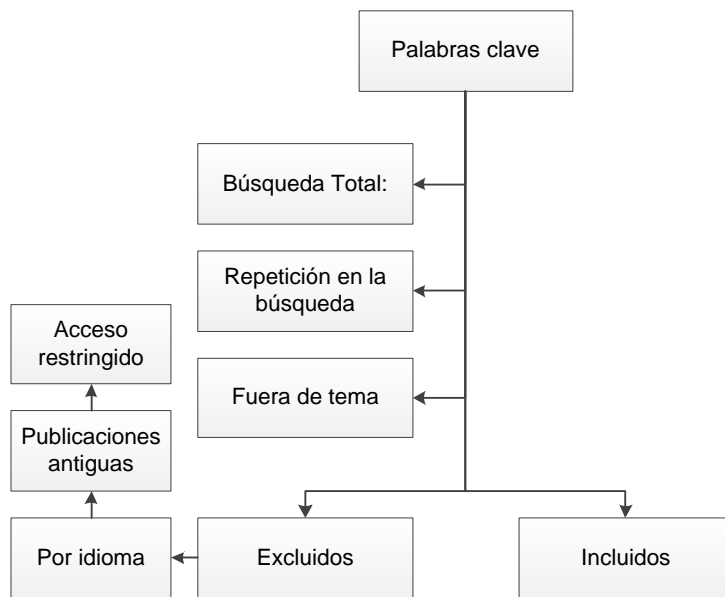 Palabras clave
Búsqueda Total:
Repetición en la
búsqueda
Acceso
restringido
Fuera de tema
Publicaciones
antiguas
Por idioma
Excluidos
Incluidos